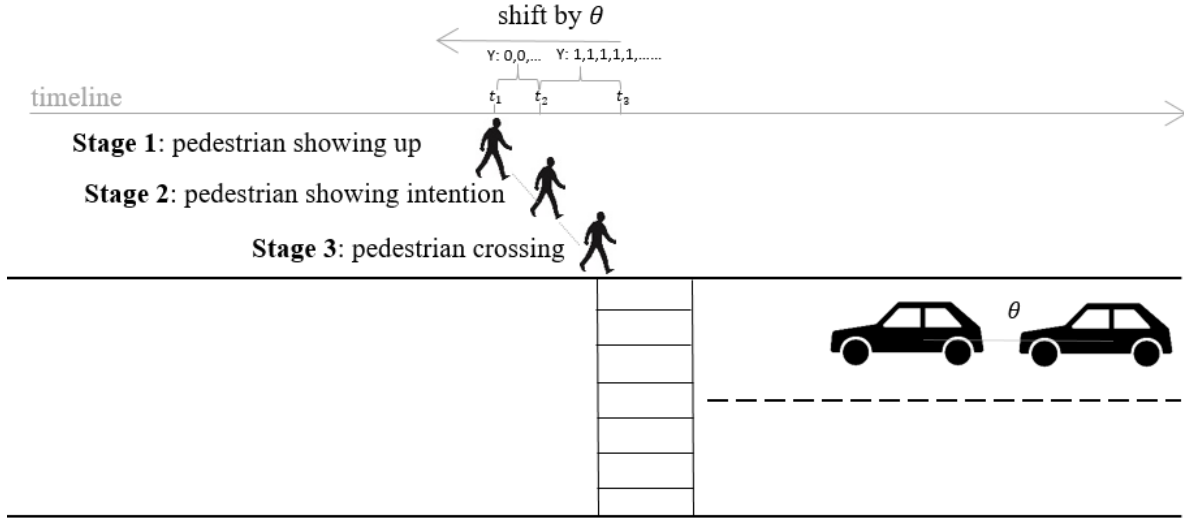 shift by θ
Y: 0,0,... Y: 1,1,1,1,1,......
t₁ t₂ t₃
timeline
Stage 1: pedestrian showing up
Stage 2: pedestrian showing intention
Stage 3: pedestrian crossing
θ